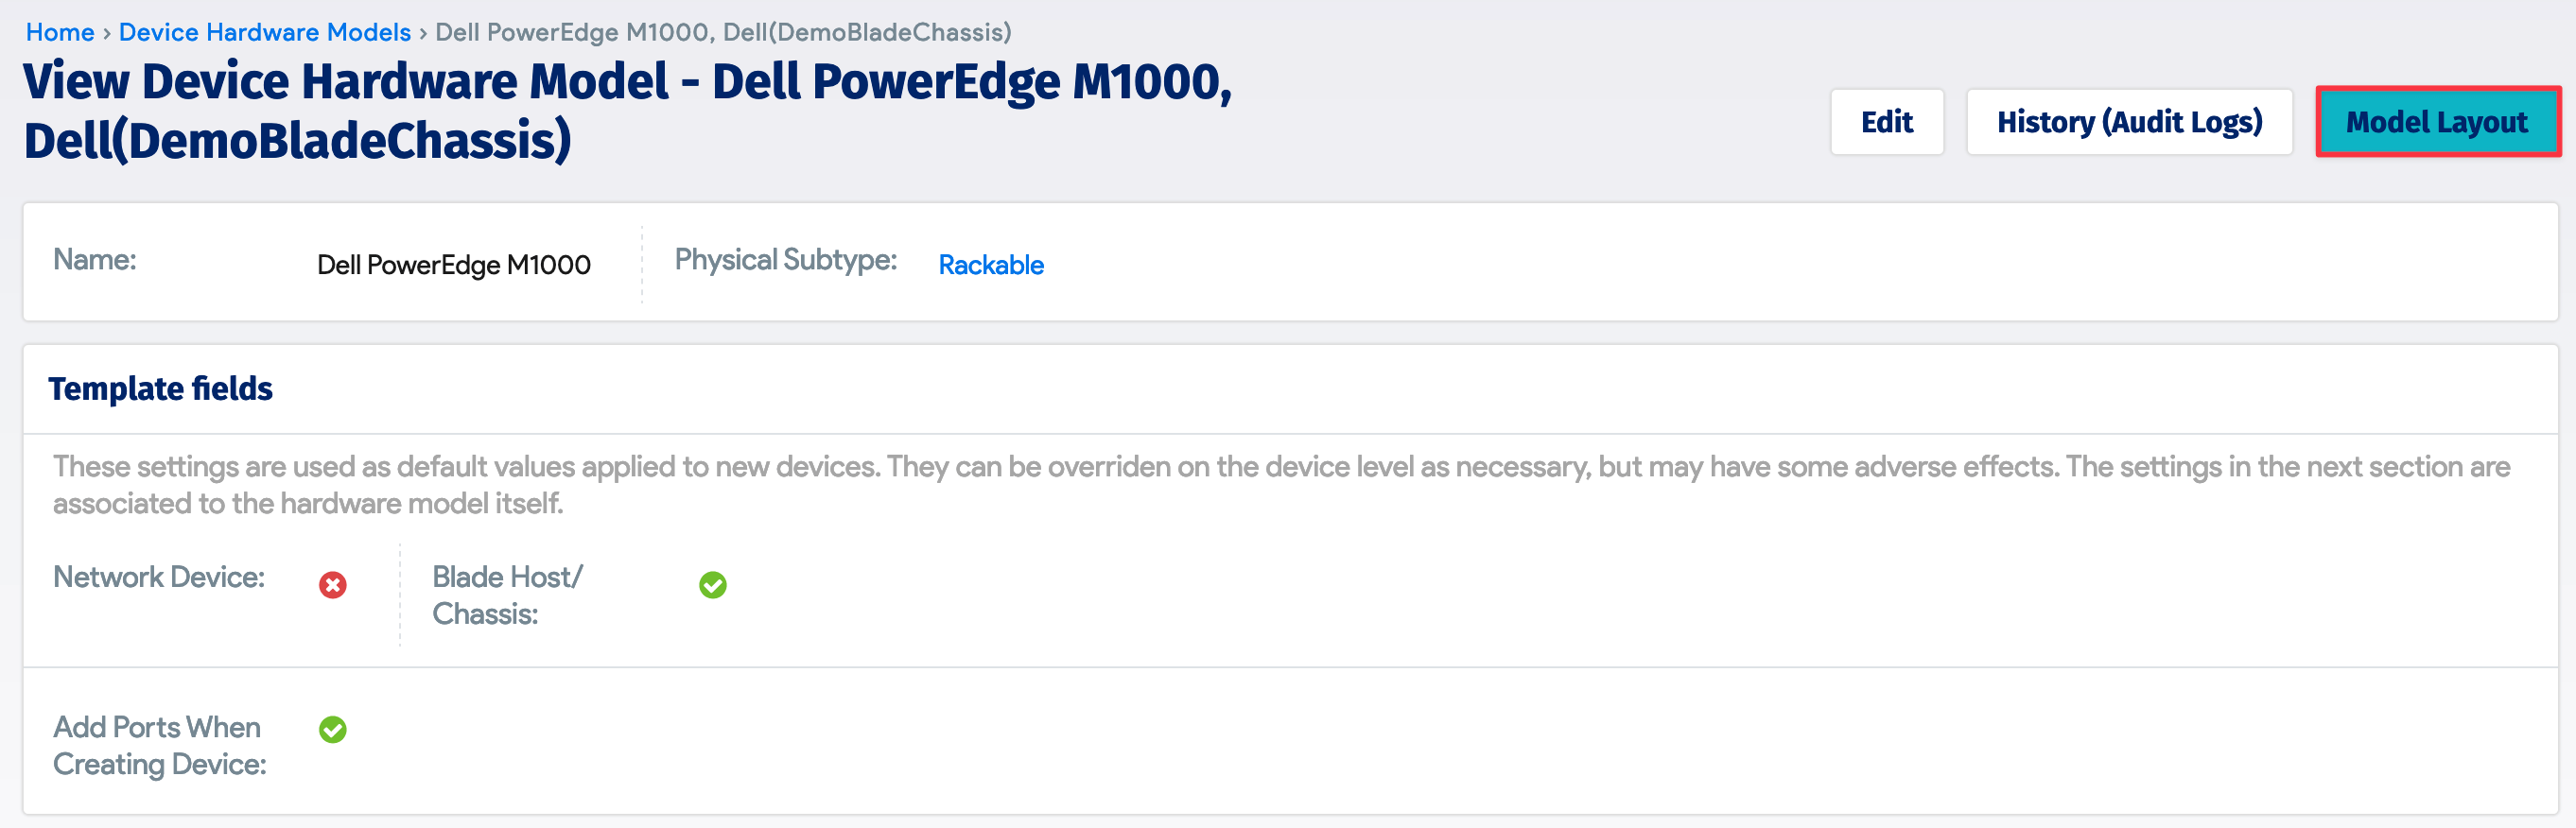 Home › Device Hardware Models › Dell PowerEdge M1000, Dell(DemoBladeChassis)
View Device Hardware Model - Dell PowerEdge M1000,
Dell(DemoBladeChassis)
Edit
History (Audit Logs)
Model Layout
Name:
Dell PowerEdge M1000
Physical Subtype:
Rackable
Template fields
These settings are used as default values applied to new devices. They can be overriden on the device level as necessary, but may have some adverse effects. The settings in the next section are
associated to the hardware model itself.
Network Device:
Blade Host/
Chassis:
Add Ports When
Creating Device: